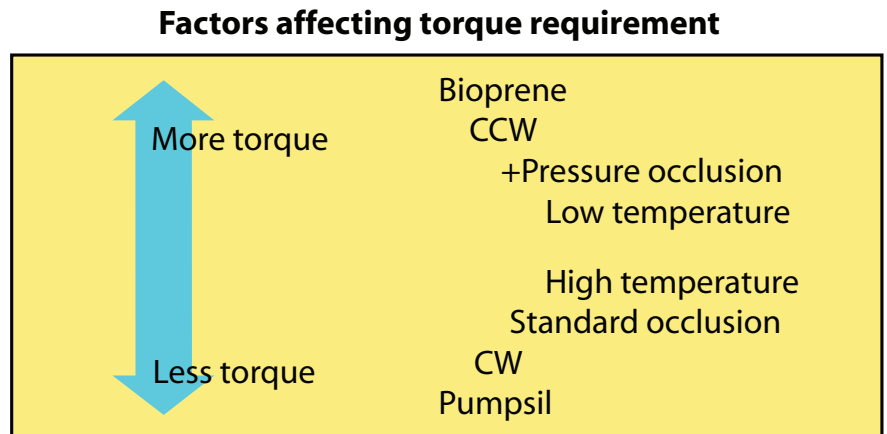 Factors affecting torque requirement
Bioprene
CCW
More torque
+Pressure occlusion
Low temperature
High temperature
Standard occlusion
CW
Less torque
Pumpsil